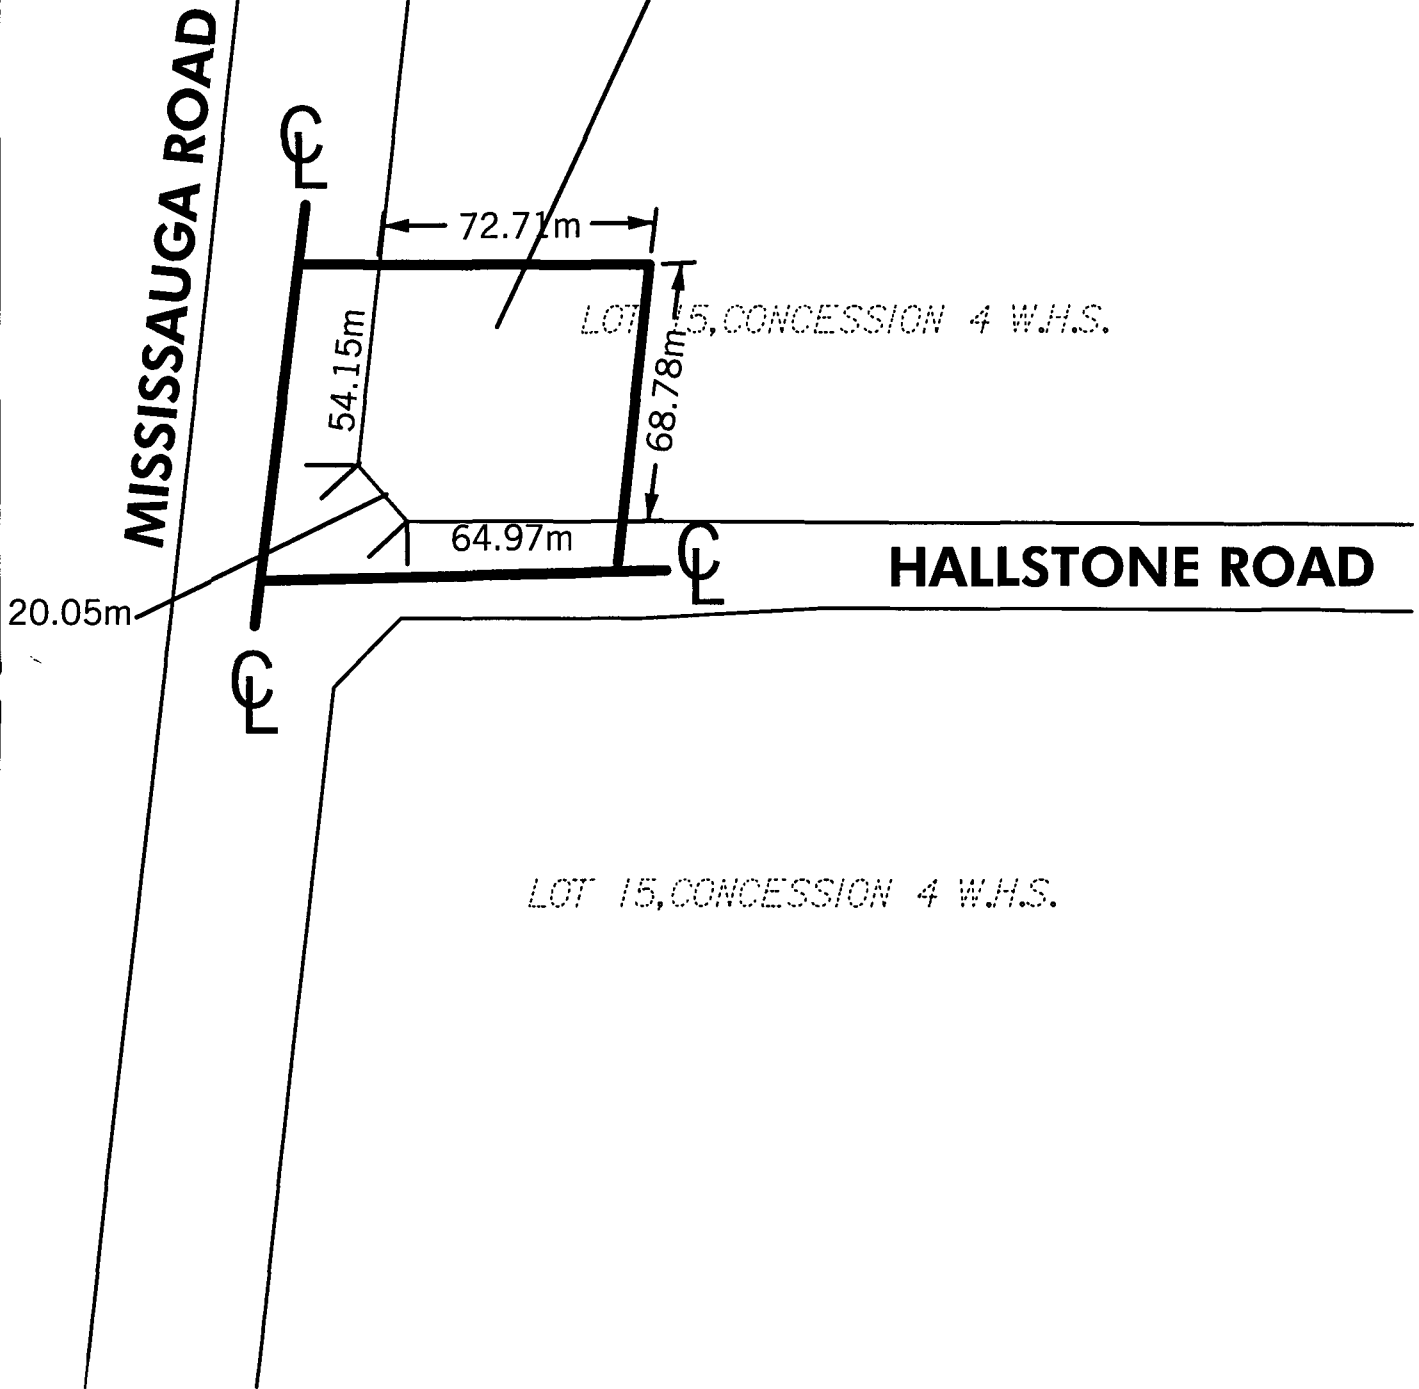 MISSISSAUGA ROAD
℄
72.71m
LOT 15, CONCESSION 4 W.H.S.
54.15m
68.78m
64.97m
℄
HALLSTONE ROAD
20.05m
℄
LOT 15, CONCESSION 4 W.H.S.